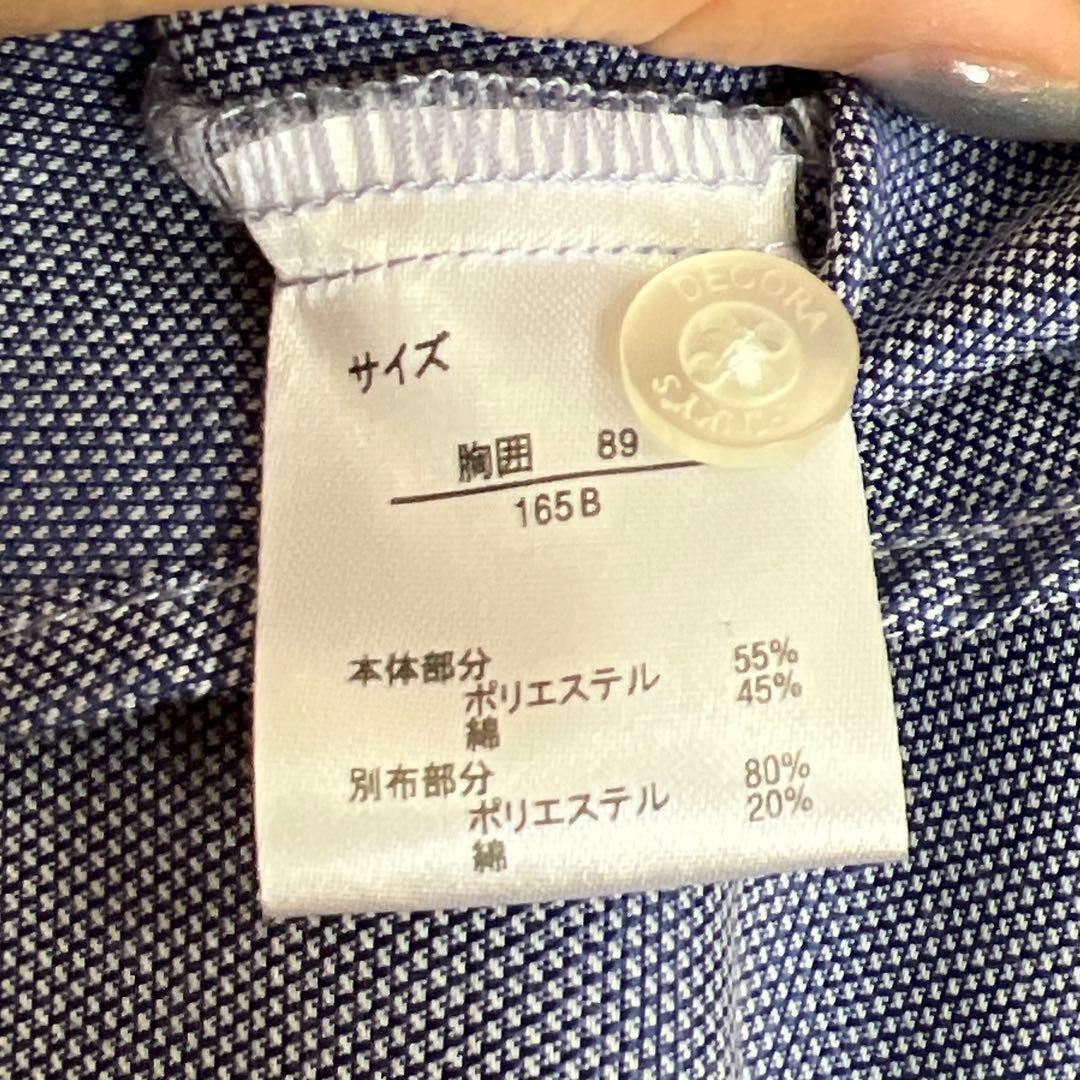 DECORA
サイズ
胸囲 89
165B
本体部分
ポリエステル 55%
綿 45%
別布部分
ポリエステル 80%
綿 20%